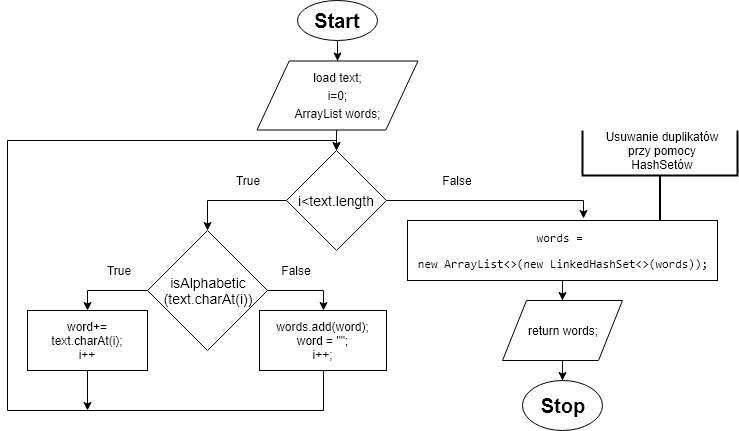 Start
load text;
i=0;
ArrayList words;
Usuwanie duplikatów
przy pomocy
HashSetów
True
i<text.length
False
words =
new ArrayList<>(new LinkedHashSet<>(words));
True
isAlphabetic
(text.charAt(i))
False
word+=
text.charAt(i);
i++
words.add(word);
word = "";
i++;
return words;
Stop